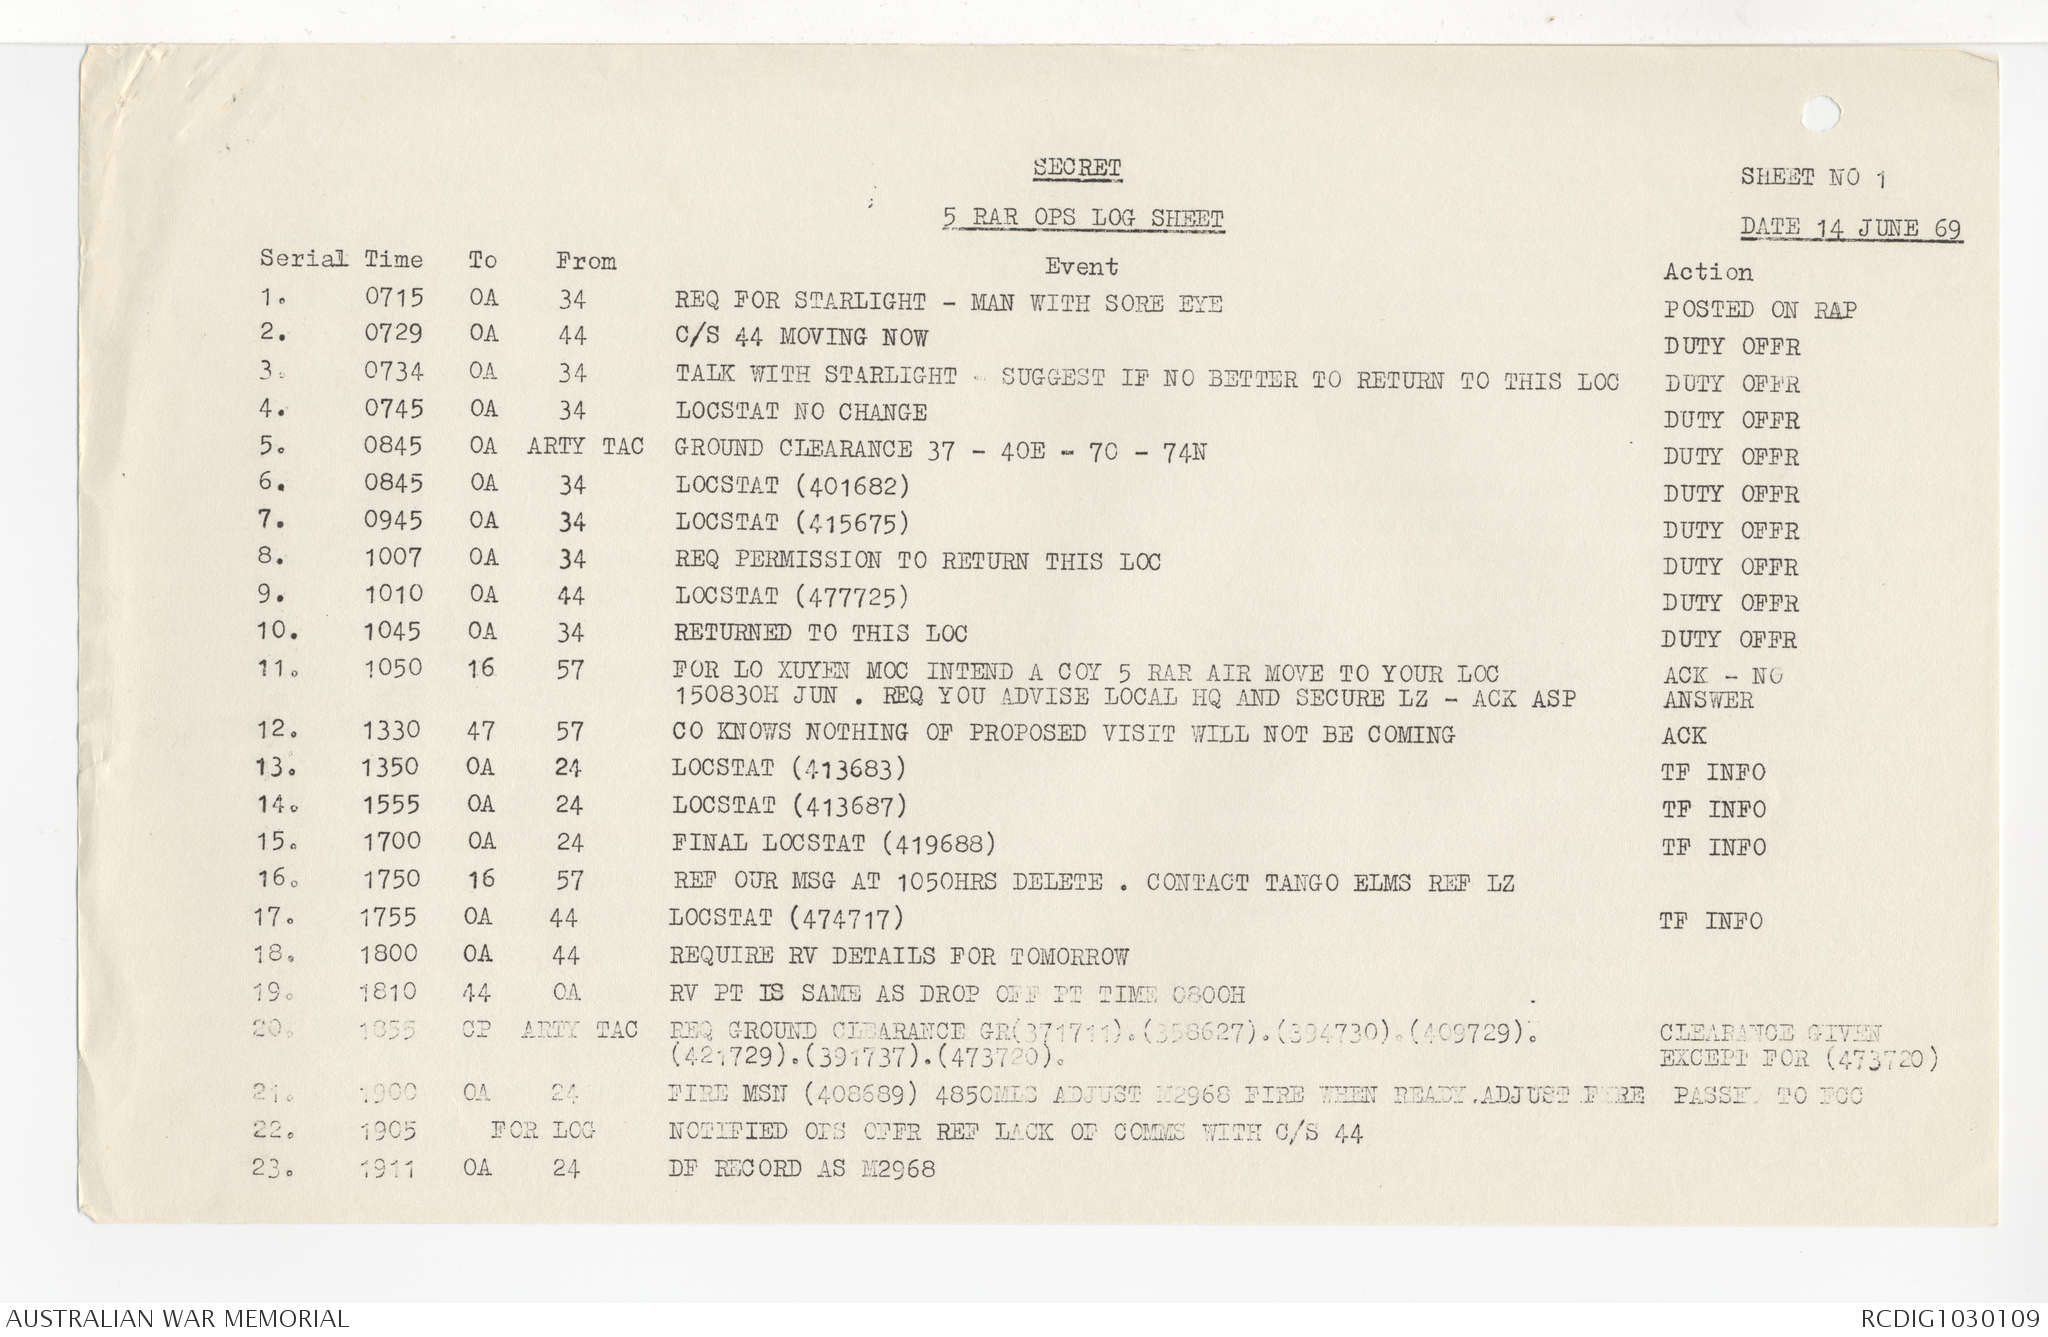 SECRET
SHEET NO 1
5 RAR OPS LOG SHEET
DATE 14 JUNE 69
Serial Time To From Event Action
1. 0715 OA 34 REQ FOR STARLIGHT - MAN WITH SORE EYE POSTED ON RAP
2. 0729 OA 44 C/S 44 MOVING NOW DUTY OFFR
3. 0734 OA 34 TALK WITH STARLIGHT - SUGGEST IF NO BETTER TO RETURN TO THIS LOC DUTY OFFR
4. 0745 OA 34 LOCSTAT NO CHANGE DUTY OFFR
5. 0845 OA ARTY TAC GROUND CLEARANCE 37 - 40E - 70 - 74N DUTY OFFR
6. 0845 OA 34 LOCSTAT (401682) DUTY OFFR
7. 0945 OA 34 LOCSTAT (415675) DUTY OFFR
8. 1007 OA 34 REQ PERMISSION TO RETURN THIS LOC DUTY OFFR
9. 1010 OA 44 LOCSTAT (477725) DUTY OFFR
10. 1045 OA 34 RETURNED TO THIS LOC DUTY OFFR
11. 1050 16 57 FOR LO XUYEN MOC INTEND A COY 5 RAR AIR MOVE TO YOUR LOC ACK - NO
150830H JUN . REQ YOU ADVISE LOCAL HQ AND SECURE LZ - ACK ASP ANSWER
12. 1330 47 57 CO KNOWS NOTHING OF PROPOSED VISIT WILL NOT BE COMING ACK
13. 1350 OA 24 LOCSTAT (413683) TF INFO
14. 1555 OA 24 LOCSTAT (413687) TF INFO
15. 1700 OA 24 FINAL LOCSTAT (419688) TF INFO
16. 1750 16 57 REF OUR MSG AT 1050HRS DELETE . CONTACT TANGO ELMS REF LZ
17. 1755 OA 44 LOCSTAT (474717) TF INFO
18. 1800 OA 44 REQUIRE RV DETAILS FOR TOMORROW
19. 1810 44 OA RV PT IS SAME AS DROP OFF PT TIME 0800H
20. 1855 CP ARTY TAC REQ GROUND CLEARANCE GR(371711).(358627).(394730).(409729). CLEARANCE GIVEN
(421729).(391737).(473720). EXCEPT FOR (473720)
21. 1900 OA 24 FIRE MSN (408689) 4850MLS ADJUST M2968 FIRE WHEN READY.ADJUST FIRE TO FCC
22. 1905 FOR LOG NOTIFIED OPS OFFR REF LACK OF COMMS WITH C/S 44
23. 1911 OA 24 DF RECORD AS M2968
AUSTRALIAN WAR MEMORIAL
RCDIG1030109